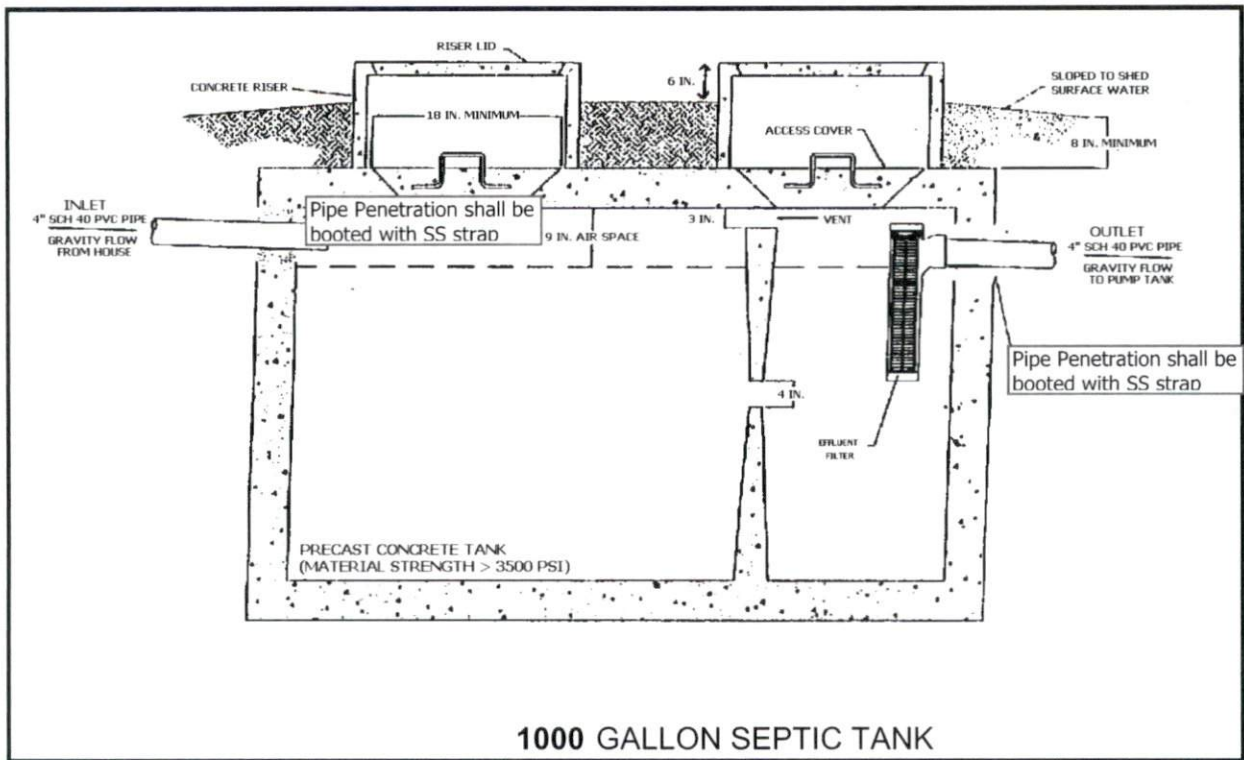 RISER LID
CONCRETE RISER
6 IN.
SLOPED TO SHED
SURFACE WATER
18 IN. MINIMUM
ACCESS COVER
8 IN. MINIMUM
INLET
4" SCH 40 PVC PIPE
GRAVITY FLOW
FROM HOUSE
Pipe Penetration shall be
booted with SS strap
9 IN. AIR SPACE
3 IN.
VENT
OUTLET
4" SCH 40 PVC PIPE
GRAVITY FLOW
TO PUMP TANK
Pipe Penetration shall be
booted with SS strap
4 IN.
EFFLUENT
FILTER
PRECAST CONCRETE TANK
(MATERIAL STRENGTH > 3500 PSI)
1000 GALLON SEPTIC TANK